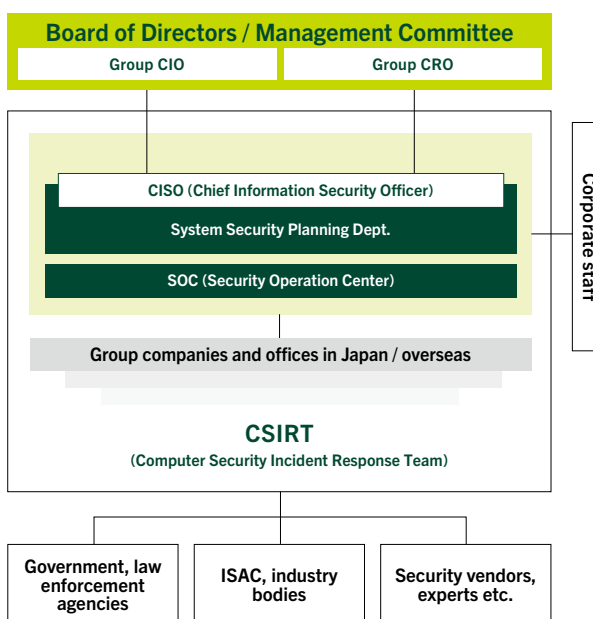 Board of Directors / Management Committee
Group CIO
Group CRO
CISO (Chief Information Security Officer)
System Security Planning Dept.
SOC (Security Operation Center)
Corporate staff
Group companies and offices in Japan / overseas
CSIRT
(Computer Security Incident Response Team)
Government, law
enforcement
agencies
ISAC, industry
bodies
Security vendors,
experts etc.